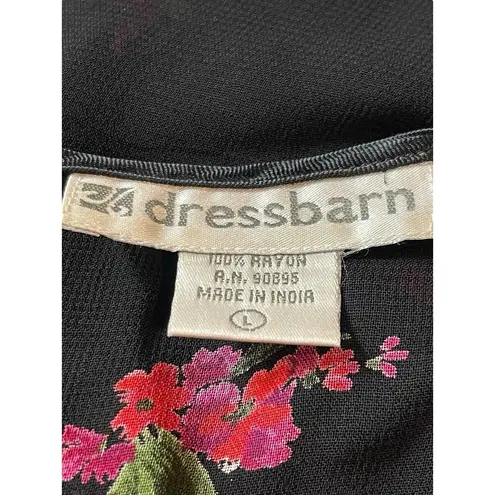 dressbarn
100% RAYON
A.N. 90895
MADE IN INDIA
L